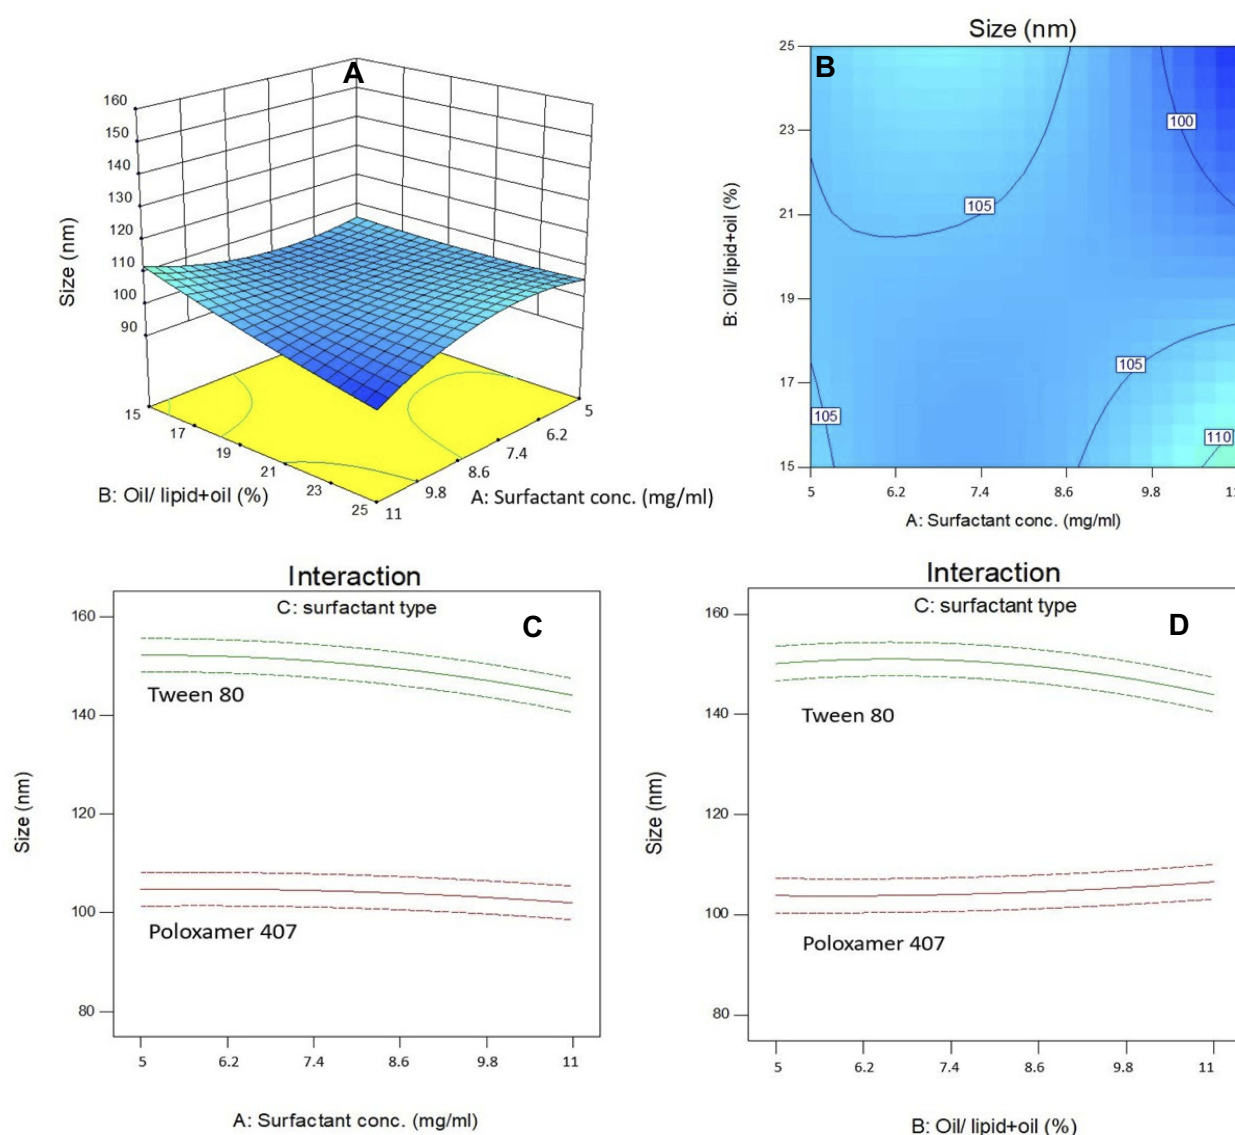 A
160
150
140
130
120
110
100
90
Size (nm)
15
17
19
21
23
25
11
9.8
8.6
7.4
6.2
5
B: Oil/ lipid+oil (%)
A: Surfactant conc. (mg/ml)
Size (nm)
B
25
23
21
19
17
15
B: Oil/ lipid+oil (%)
100
105
105
105
110
5
6.2
7.4
8.6
9.8
A: Surfactant conc. (mg/ml)
Interaction
C: surfactant type
C
160
140
120
100
80
Size (nm)
Tween 80
Poloxamer 407
5
6.2
7.4
8.6
9.8
11
A: Surfactant conc. (mg/ml)
Interaction
C: surfactant type
D
160
140
120
100
80
Size (nm)
Tween 80
Poloxamer 407
5
6.2
7.4
8.6
9.8
11
B: Oil/ lipid+oil (%)